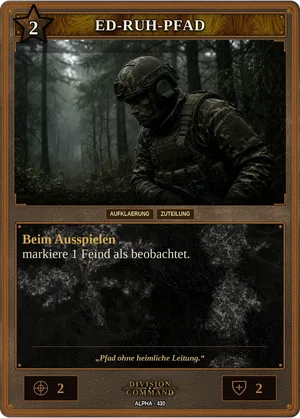 2
ED-RUH-PFAD
AUFKLAERUNG ZUTEILUNG
Beim Ausspielen
markiere 1 Feind als beobachtet.
„Pfad ohne heimliche Leitung.“
2
DIVISION
COMMAND
2
ALPHA - 430